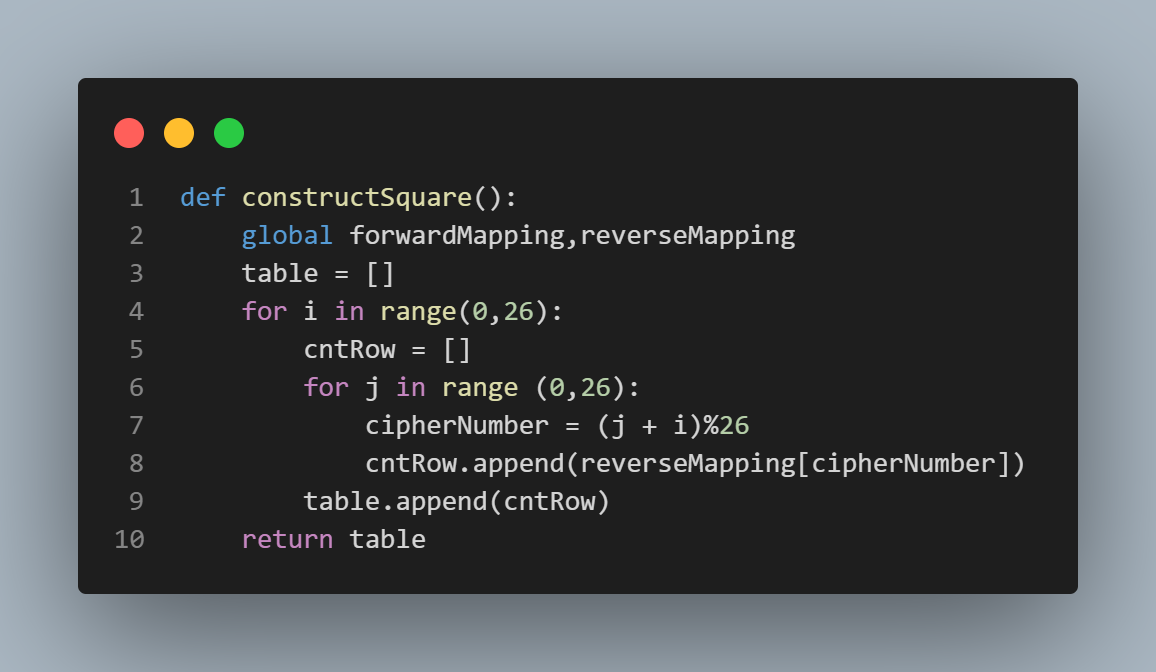 1 def constructSquare():
2     global forwardMapping,reverseMapping
3     table = []
4     for i in range(0,26):
5         cntRow = []
6         for j in range (0,26):
7             cipherNumber = (j + i)%26
8             cntRow.append(reverseMapping[cipherNumber])
9         table.append(cntRow)
10     return table